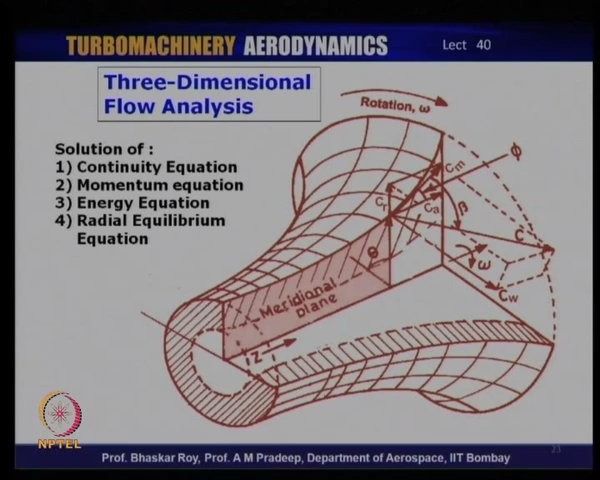 TURBOMACHINERY AERODYNAMICS
Lect 40
Three-Dimensional
Flow Analysis
Solution of :
1) Continuity Equation
2) Momentum equation
3) Energy Equation
4) Radial Equilibrium
Equation
Rotation, ω
Cm
ϕ
Cr
Ca
β
C
θ
ω
Cw
Meridional
Plane
Z
NPTEL
Prof. Bhaskar Roy, Prof. A M Pradeep, Department of Aerospace, IIT Bombay
23